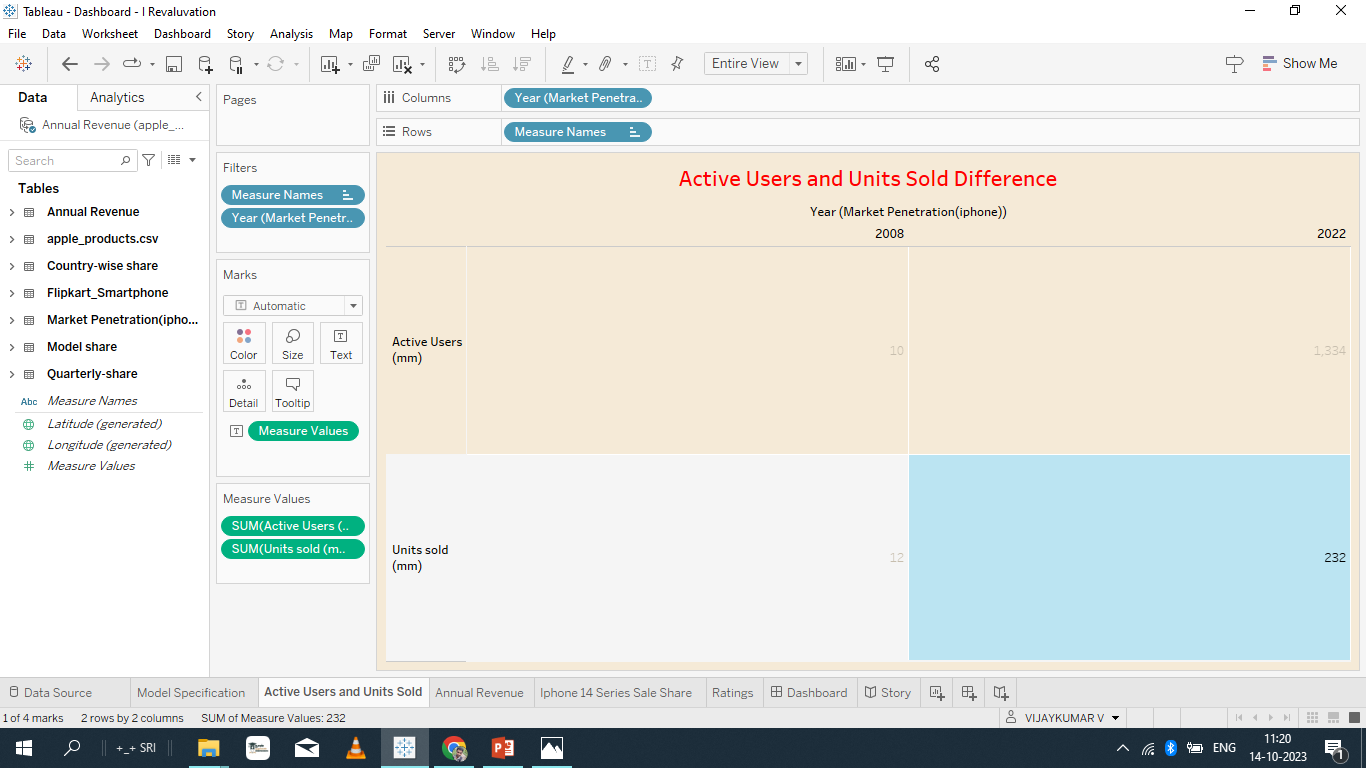 Tableau - Dashboard - I Revaluvation
File Data Worksheet Dashboard Story Analysis Map Format Server Window Help
Entire View
Show Me
Data Analytics
Annual Revenue (apple_...
Search
Tables
Annual Revenue
apple_products.csv
Country-wise share
Flipkart_Smartphone
Market Penetration(ipho...
Model share
Quarterly-share
Abc Measure Names
Latitude (generated)
Longitude (generated)
# Measure Values
Pages
Filters
Measure Names
Year (Market Penetr..
Marks
T Automatic
Color Size Text
Detail Tooltip
T Measure Values
Measure Values
SUM(Active Users (..
SUM(Units sold (m..
Columns Year (Market Penetra..
Rows Measure Names
Active Users and Units Sold Difference
Year (Market Penetration(iphone))
2008 2022
Active Users
(mm)
10 1,334
Units sold
(mm)
12 232
Data Source Model Specification Active Users and Units Sold Annual Revenue Iphone 14 Series Sale Share Ratings Dashboard Story
1 of 4 marks 2 rows by 2 columns SUM of Measure Values: 232 VIJAYKUMAR V
+_+ SRI
ENG
11:20
14-10-2023
1